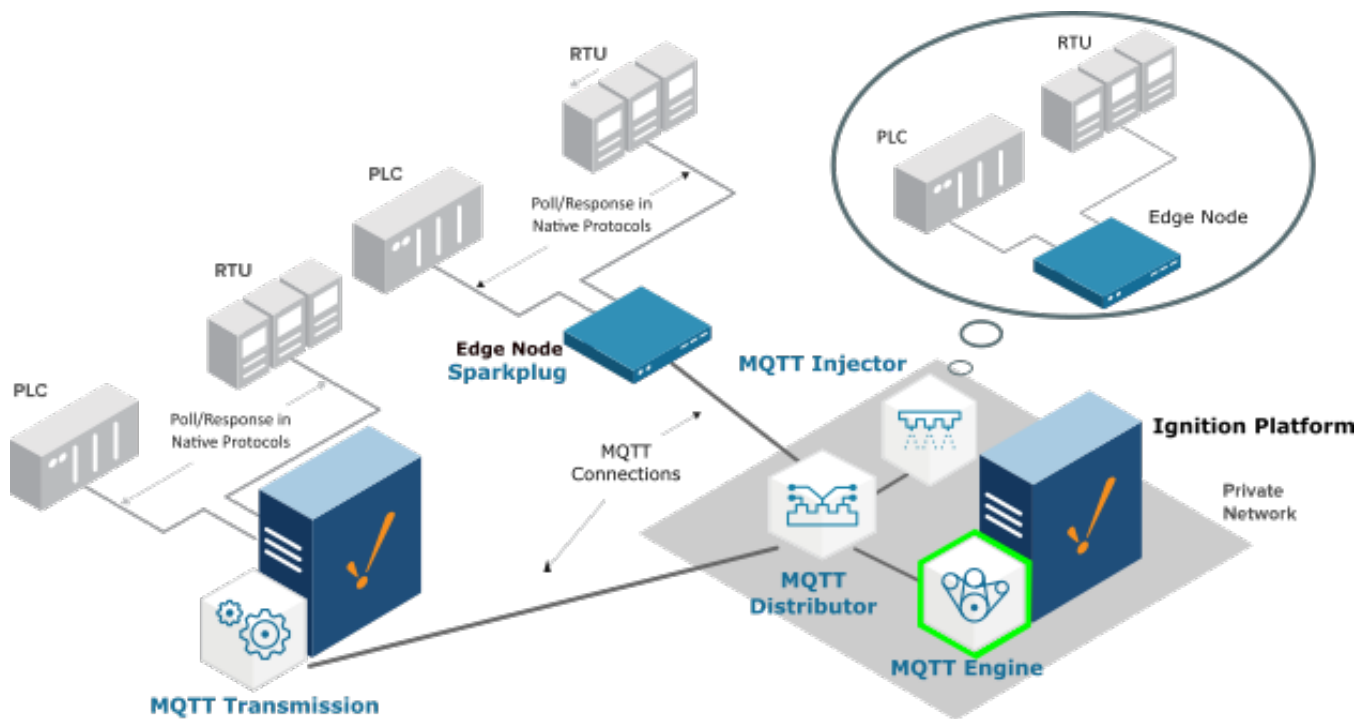 RTU
PLC
Edge Node
RTU
PLC
Poll/Response in
Native Protocols
RTU
PLC
Poll/Response in
Native Protocols
Edge Node
Sparkplug
MQTT
Connections
MQTT Injector
Ignition Platform
Private
Network
MQTT
Distributor
MQTT Engine
MQTT Transmission